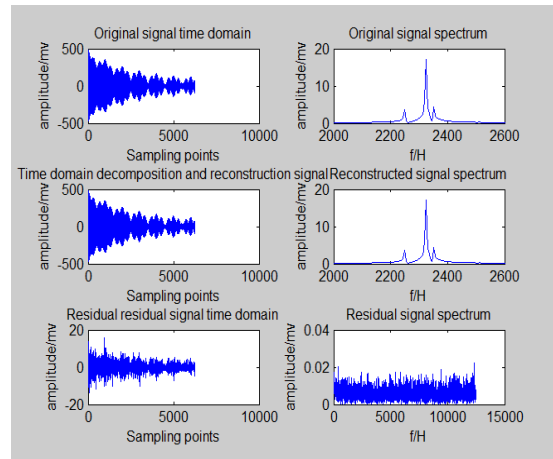 Original signal time domain
500
0
-500
amplitude/mv
0
5000
10000
Sampling points
Original signal spectrum
20
10
0
amplitude/mv
2000
2200
2400
2600
f/H
Time domain decomposition and reconstruction signal
500
0
-500
amplitude/mv
0
5000
10000
Sampling points
Reconstructed signal spectrum
20
10
0
amplitude/mv
2000
2200
2400
2600
f/H
Residual residual signal time domain
20
0
-20
amplitude/mv
0
5000
10000
Sampling points
Residual signal spectrum
0.04
0.02
0
amplitude/mv
0
5000
10000
15000
f/H